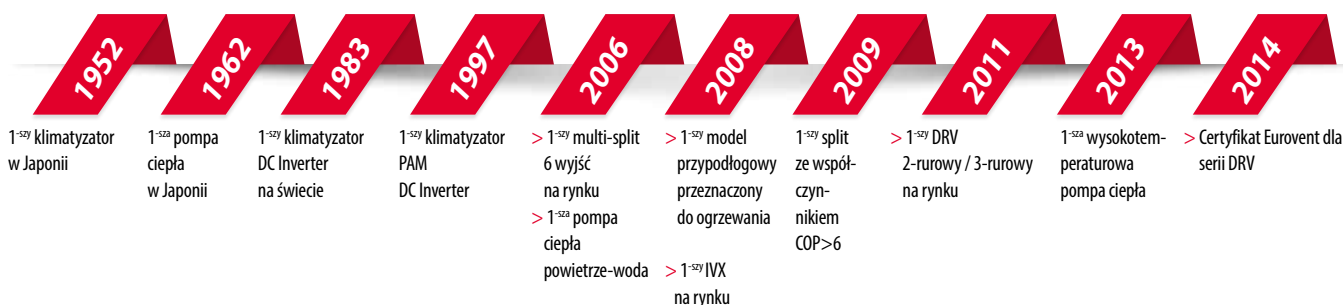 1952
1-szy klimatyzator
w Japonii
1962
1-sza pompa
ciepła
w Japonii
1983
1-szy klimatyzator
DC Inverter
na świecie
1997
1-szy klimatyzator
PAM
DC Inverter
2006
> 1-szy multi-split
6 wyjść
na rynku
> 1-sza pompa
ciepła
powietrze-woda
2008
> 1-szy model
przypodłogowy
przeznaczony
do ogrzewania
> 1-szy IVX
na rynku
2009
1-szy split
ze współ-
czyn-
nikiem
COP>6
2011
> 1-szy DRV
2-rurowy / 3-rurowy
na rynku
2013
1-sza wysokotem-
peraturowa
pompa ciepła
2014
> Certyfikat Eurovent dla
serii DRV